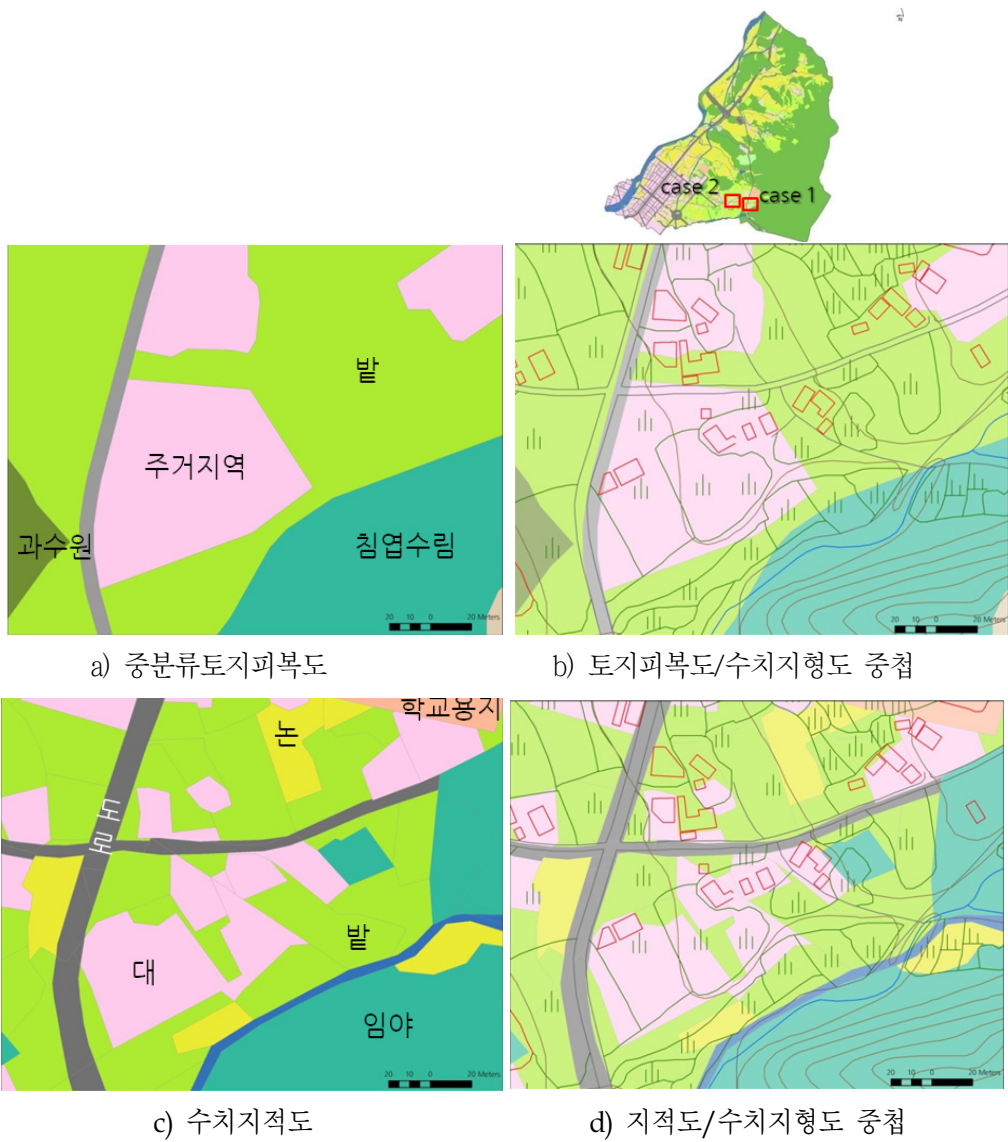 case 2
case 1
밭
주거지역
과수원
침엽수림
20 10 0 20 Meters
20 10 0 20 Meters
a) 중분류토지피복도
b) 토지피복도/수치지형도 중첩
학교용지
논
도로
밭
대
임야
20 10 0 20 Meters
20 10 0 20 Meters
c) 수치지적도
d) 지적도/수치지형도 중첩